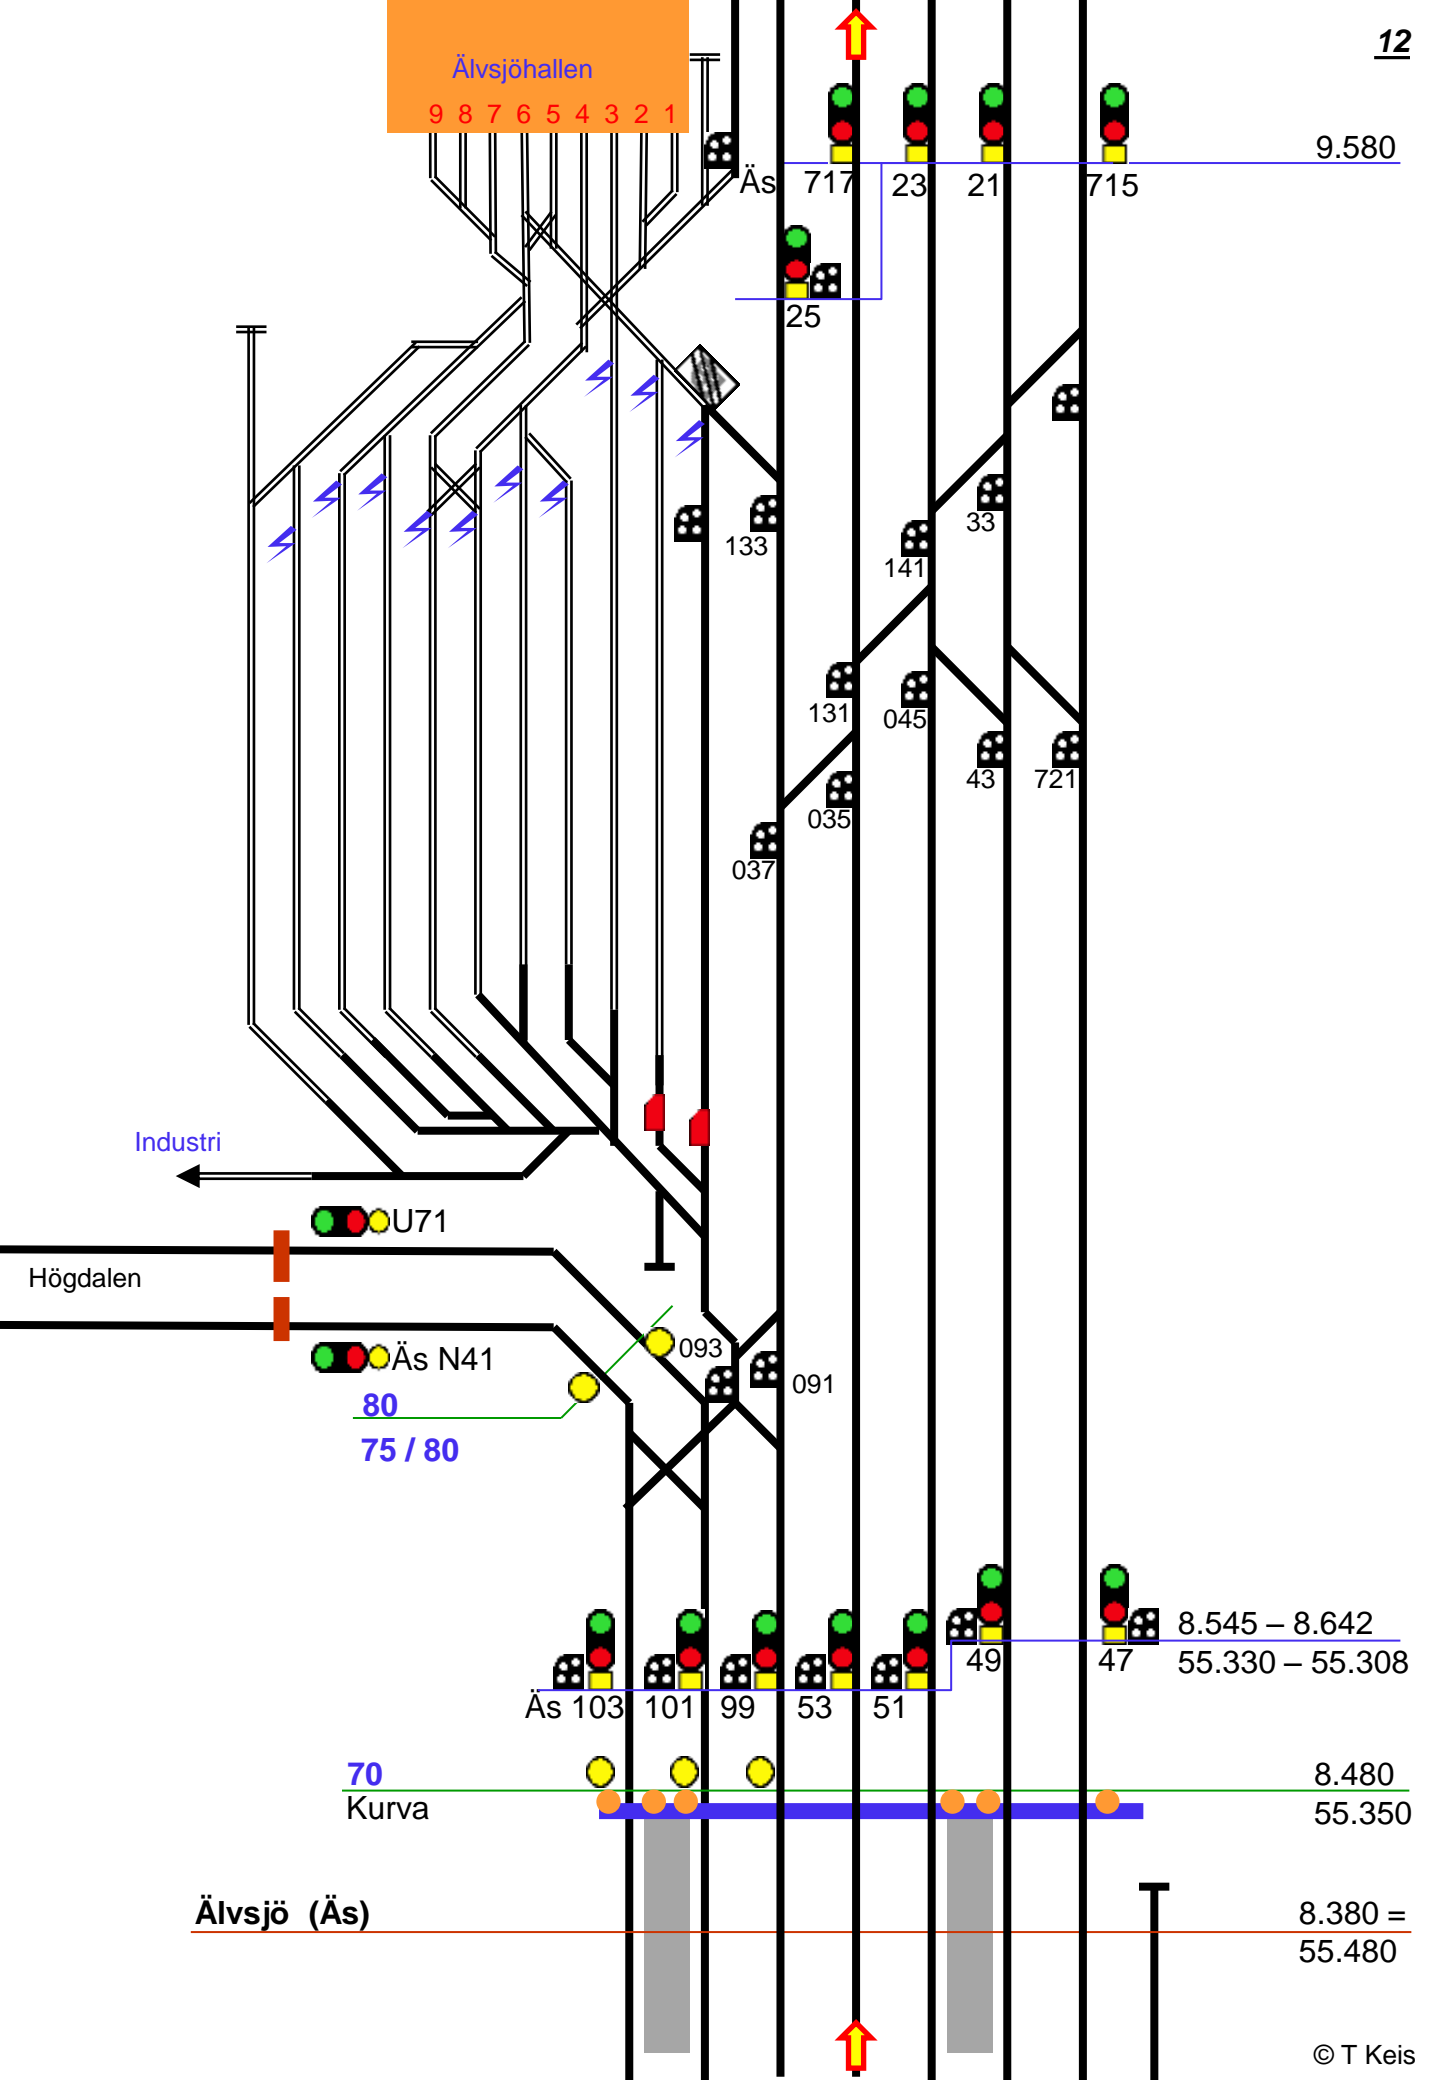 12
Älvsjöhallen
9 8 7 6 5 4 3 2 1
9.580
Äs 717 23 21 715
25
33
133
141
131
045
43 721
035
037
Industri
U71
Högdalen
093
Äs N41
091
80
75 / 80
8.545 – 8.642
49 47
55.330 – 55.308
Äs 103 101 99 53 51
70
8.480
Kurva
55.350
Älvsjö (Äs)
8.380 =
55.480
© T Keis